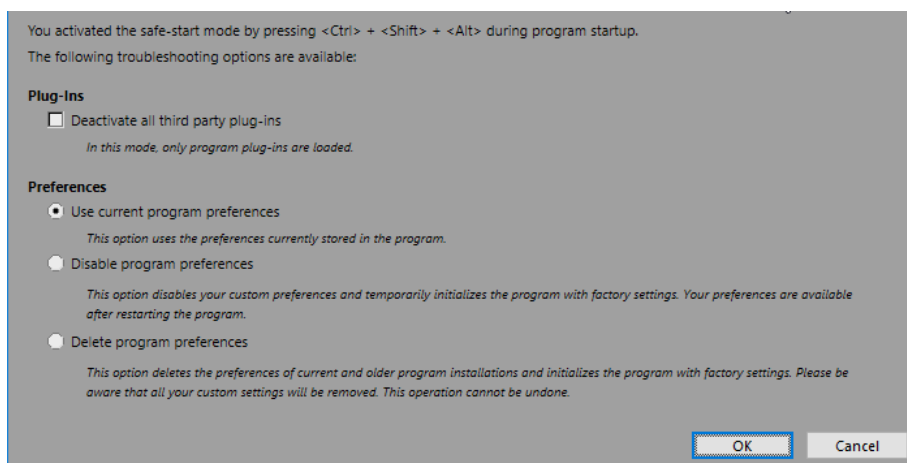 You activated the safe-start mode by pressing <Ctrl> + <Shift> + <Alt> during program startup.
The following troubleshooting options are available:
Plug-Ins
Deactivate all third party plug-ins
In this mode, only program plug-ins are loaded.
Preferences
Use current program preferences
This option uses the preferences currently stored in the program.
Disable program preferences
This option disables your custom preferences and temporarily initializes the program with factory settings. Your preferences are available
after restarting the program.
Delete program preferences
This option deletes the preferences of current and older program installations and initializes the program with factory settings. Please be
aware that all your custom settings will be removed. This operation cannot be undone.
OK Cancel